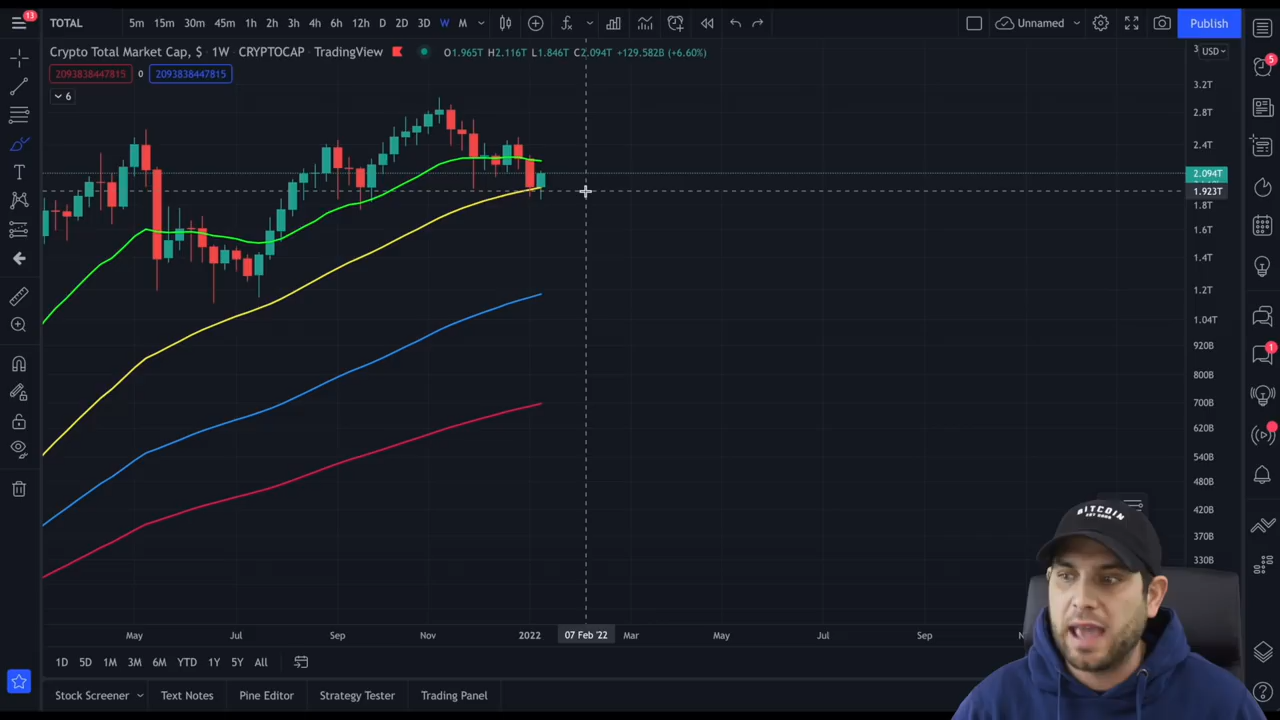 13
TOTAL 5m 15m 30m 45m 1h 2h 3h 4h 6h 12h D 2D 3D W M Unnamed Publish
Crypto Total Market Cap, $ 1W CRYPTOCAP TradingView O1.965T H2.116T L1.846T C2.094T +129.582B (+6.60%) USD
2093838447815 0 2093838447815
6
3.2T
2.8T
2.4T
2.094T
1.923T
1.8T
1.6T
1.4T
1.2T
1.04T
920B
800B
700B
620B
540B
480B
420B
370B
330B
5
1
BITCOIN
May Jul Sep Nov 2022 07 Feb '22 Mar May Jul Sep
1D 5D 1M 3M 6M YTD 1Y 5Y All
Stock Screener Text Notes Pine Editor Strategy Tester Trading Panel